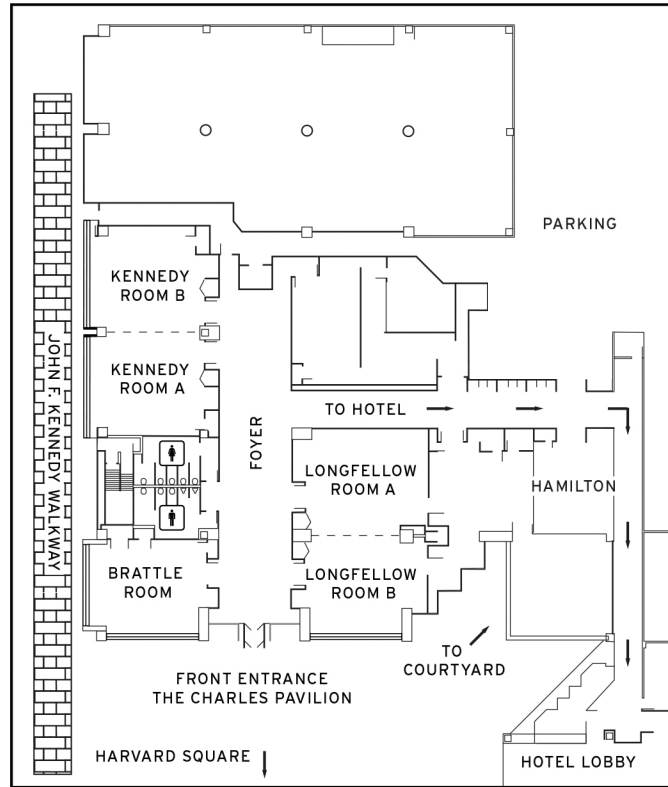 PARKING
KENNEDY
ROOM B
JOHN F. KENNEDY WALKWAY
KENNEDY
ROOM A
TO HOTEL
FOYER
LONGFELLOW
ROOM A
HAMILTON
BRATTLE
ROOM
LONGFELLOW
ROOM B
TO
COURTYARD
FRONT ENTRANCE
THE CHARLES PAVILION
HARVARD SQUARE
HOTEL LOBBY